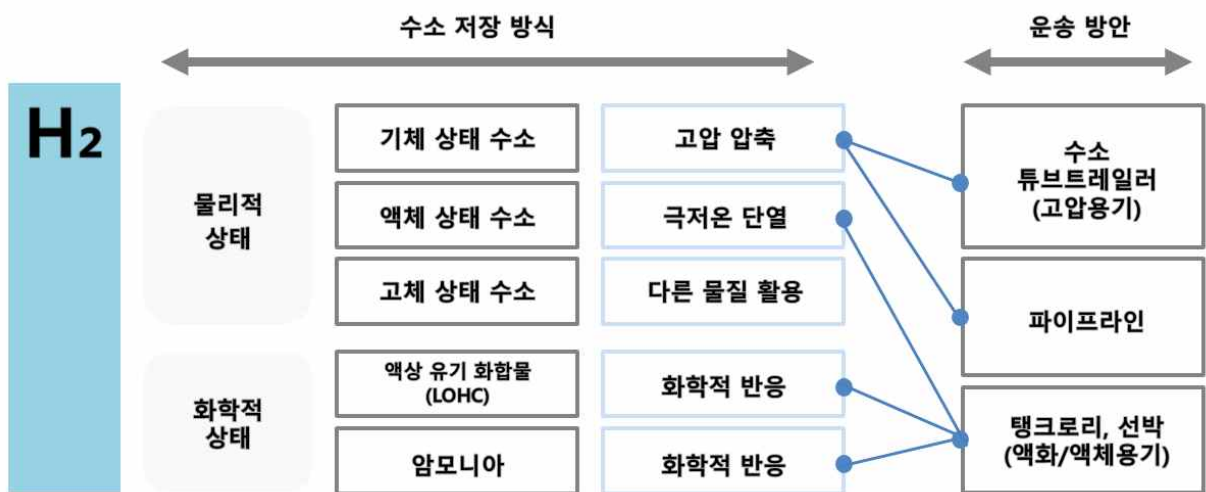 수소 저장 방식
운송 방안
H2
물리적
상태
기체 상태 수소
고압 압축
액체 상태 수소
극저온 단열
고체 상태 수소
다른 물질 활용
화학적
상태
액상 유기 화합물
(LOHC)
화학적 반응
암모니아
화학적 반응
수소
튜브트레일러
(고압용기)
파이프라인
탱크로리, 선박
(액화/액체용기)